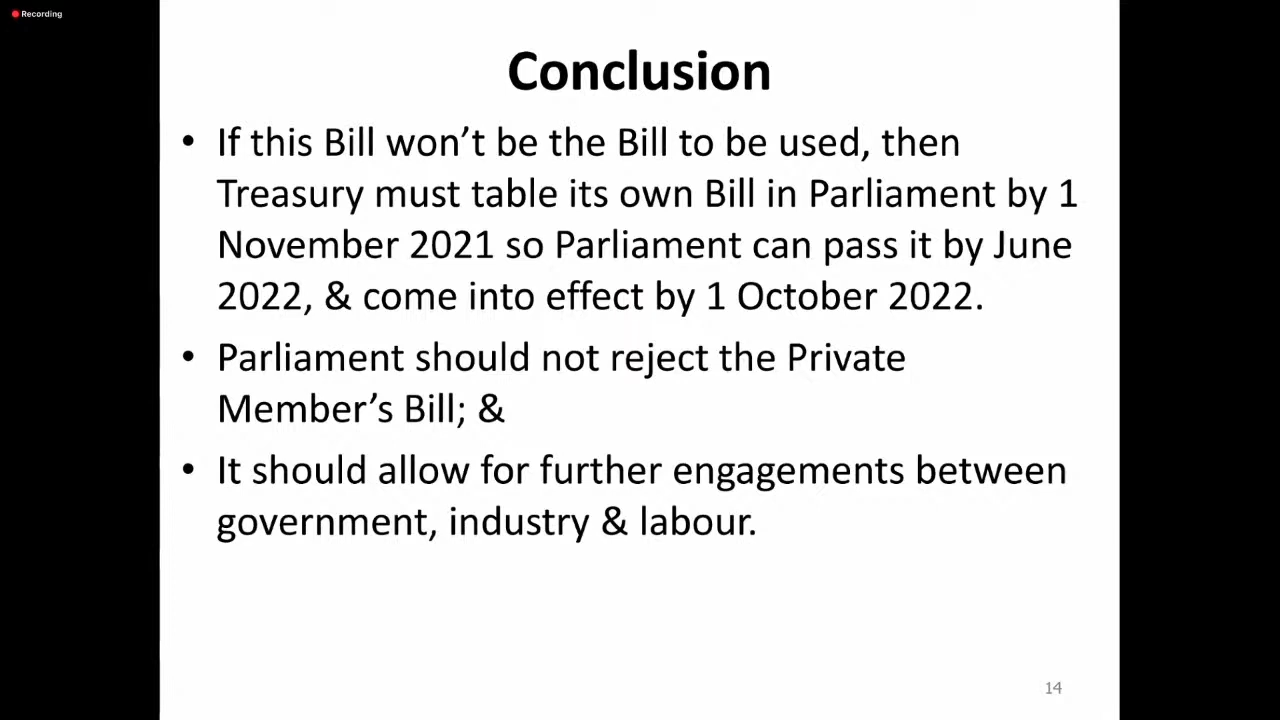 Recording
Conclusion
• If this Bill won’t be the Bill to be used, then
Treasury must table its own Bill in Parliament by 1
November 2021 so Parliament can pass it by June
2022, & come into effect by 1 October 2022.
• Parliament should not reject the Private
Member’s Bill; &
• It should allow for further engagements between
government, industry & labour.
14